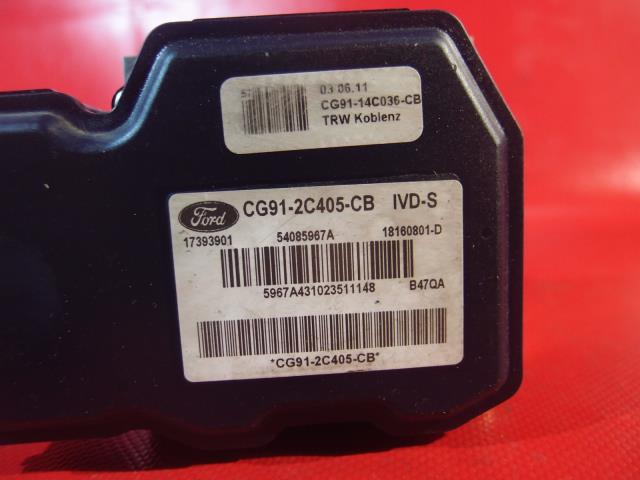 03.06.11
CG91-14C036-CB
TRW Koblenz
Ford CG91-2C405-CB IVD-S
17393901 54085967A 18160801-D
5967A431023511148 B47QA
*CG91-2C405-CB*